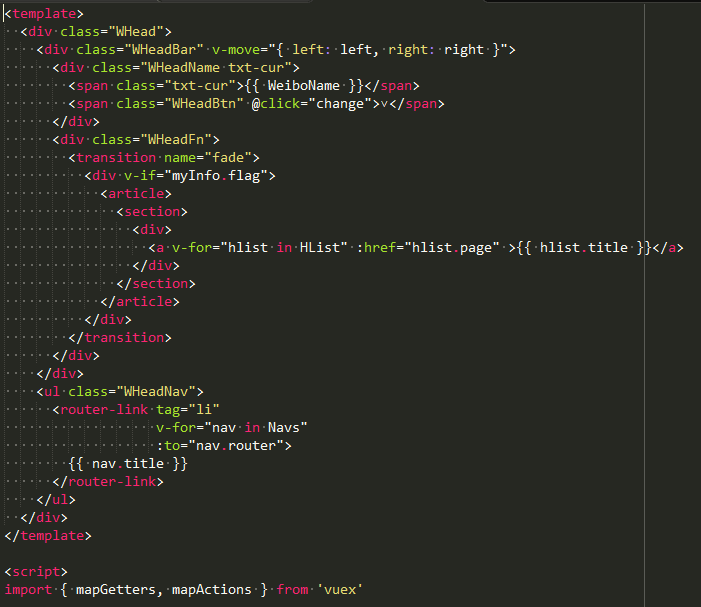 <template>
  <div class="WHead">
    <div class="WHeadBar" v-move="{ left: left, right: right }">
      <div class="WHeadName txt-cur">
        <span class="txt-cur">{{ WeiboName }}</span>
        <span class="WHeadBtn" @click="change">v</span>
      </div>
      <div class="WHeadFn">
        <transition name="fade">
          <div v-if="myInfo.flag">
            <article>
              <section>
                <div>
                  <a v-for="hlist in HList" :href="hlist.page" >{{ hlist.title }}</a>
                </div>
              </section>
            </article>
          </div>
        </transition>
      </div>
    </div>
    <ul class="WHeadNav">
      <router-link tag="li"
                   v-for="nav in Navs"
                   :to="nav.router">
        {{ nav.title }}
      </router-link>
    </ul>
  </div>
</template>

<script>
import { mapGetters, mapActions } from 'vuex'